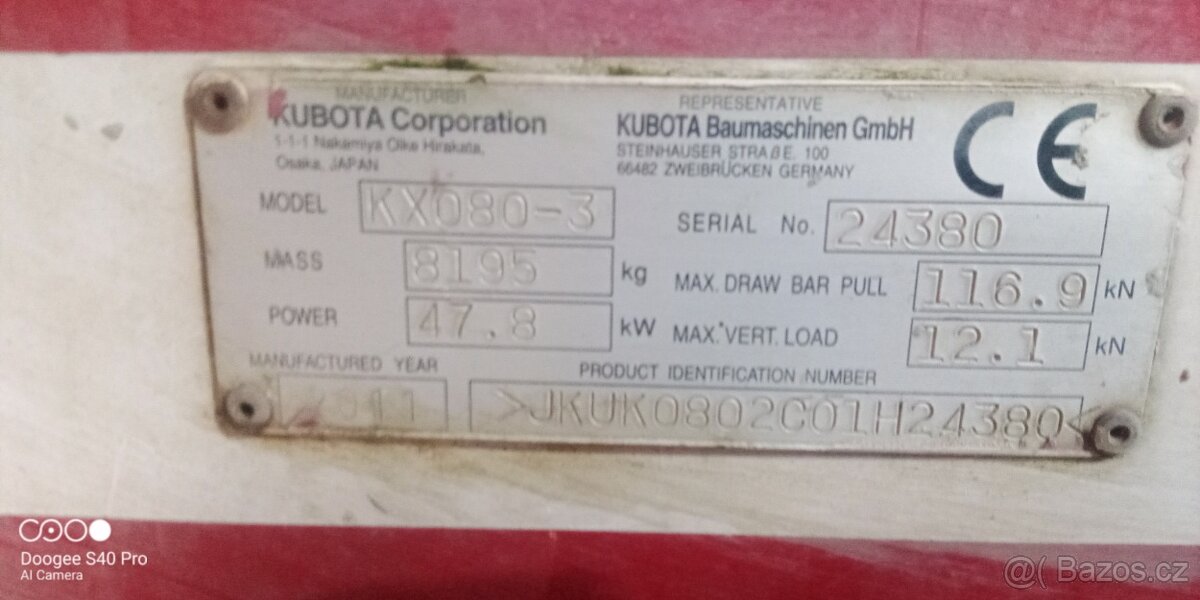 MANUFACTURER
KUBOTA Corporation
1-1-1 Nakamiya Oike Hirakata,
Osaka, JAPAN
REPRESENTATIVE
KUBOTA Baumaschinen GmbH
STEINHAUSER STRAßE. 100
66482 ZWEIBRÜCKEN GERMANY
CE
MODEL KX080-3
SERIAL No. 24380
MASS 8195 kg
MAX. DRAW BAR PULL 116.9 kN
POWER 47.8 kW
MAX. VERT. LOAD 12.1 kN
MANUFACTURED YEAR
2011
PRODUCT IDENTIFICATION NUMBER
>JKUK0802C01H24380<
Doogee S40 Pro
AI Camera
@( Bazos.cz